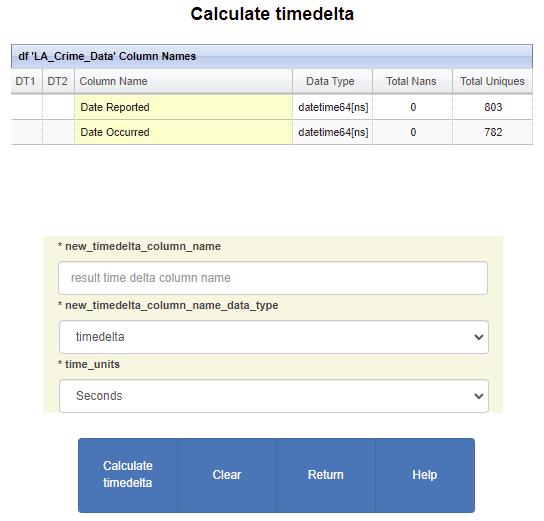 Calculate timedelta
df 'LA_Crime_Data' Column Names
DT1 DT2 Column Name Data Type Total Nans Total Uniques
Date Reported datetime64[ns] 0 803
Date Occurred datetime64[ns] 0 782
* new_timedelta_column_name
result time delta column name
* new_timedelta_column_name_data_type
timedelta
* time_units
Seconds
Calculate
timedelta
Clear
Return
Help